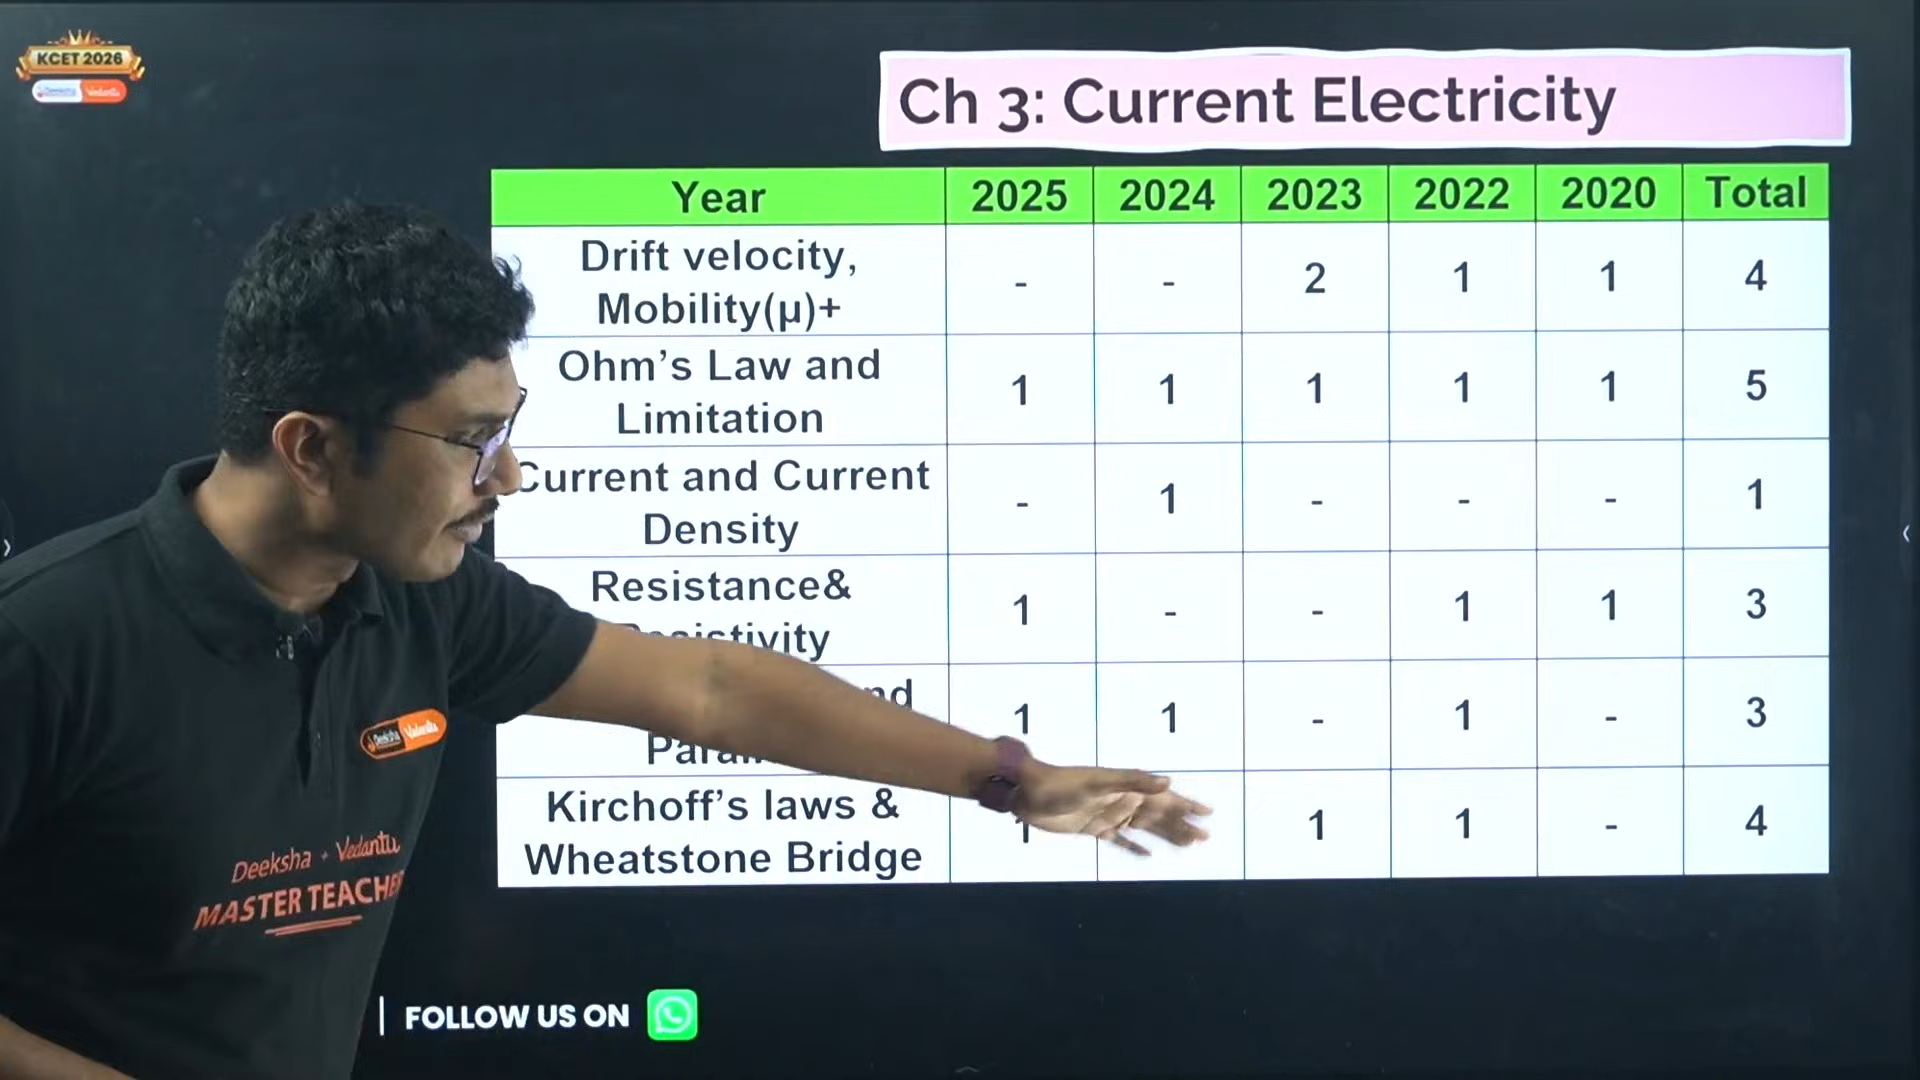 KCET 2026
Deeksha Vedantu
Ch 3: Current Electricity
Year 2025 2024 2023 2022 2020 Total
Drift velocity,
Mobility(μ)+
- - 2 1 1 4
Ohm's Law and
Limitation
1 1 1 1 1 5
Current and Current
Density
- 1 - - - 1
Resistance&
1 - - 1 1 3
1 1 - 1 - 3
Kirchoff's laws &
Wheatstone Bridge
1 1 1 - 4
Deeksha Vedantu
Deeksha + Vedantu
MASTER TEACHER
FOLLOW US ON